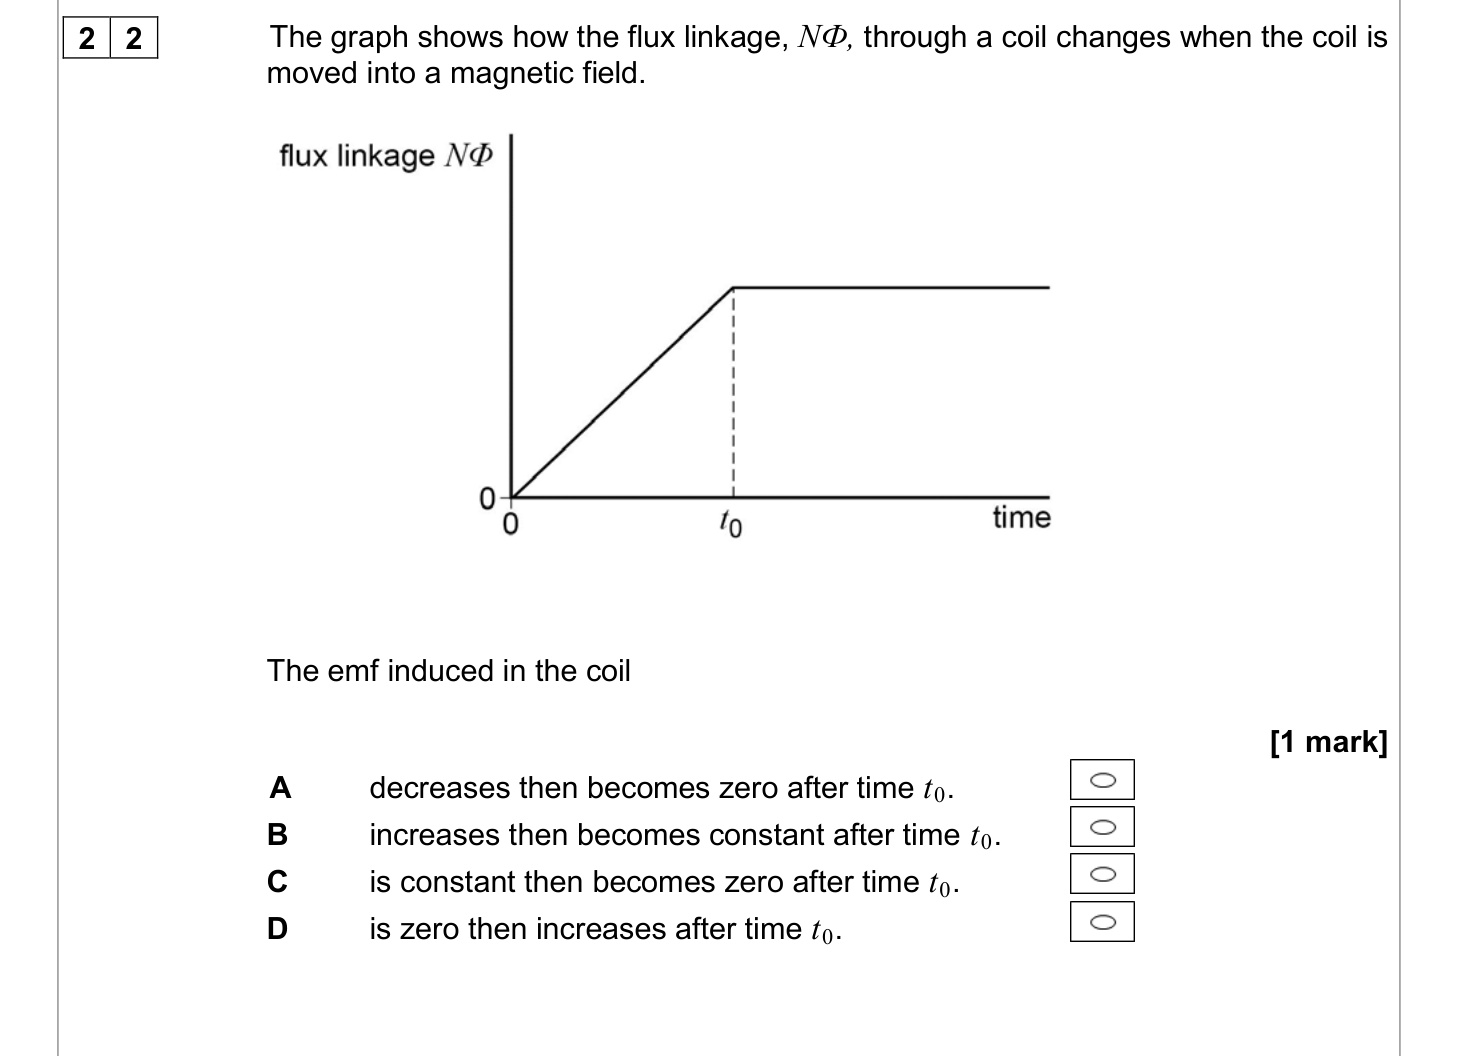 2 2
The graph shows how the flux linkage, NΦ, through a coil changes when the coil is
moved into a magnetic field.
flux linkage NΦ
0
0
t₀
time
The emf induced in the coil
[1 mark]
A decreases then becomes zero after time t₀.
B increases then becomes constant after time t₀.
C is constant then becomes zero after time t₀.
D is zero then increases after time t₀.